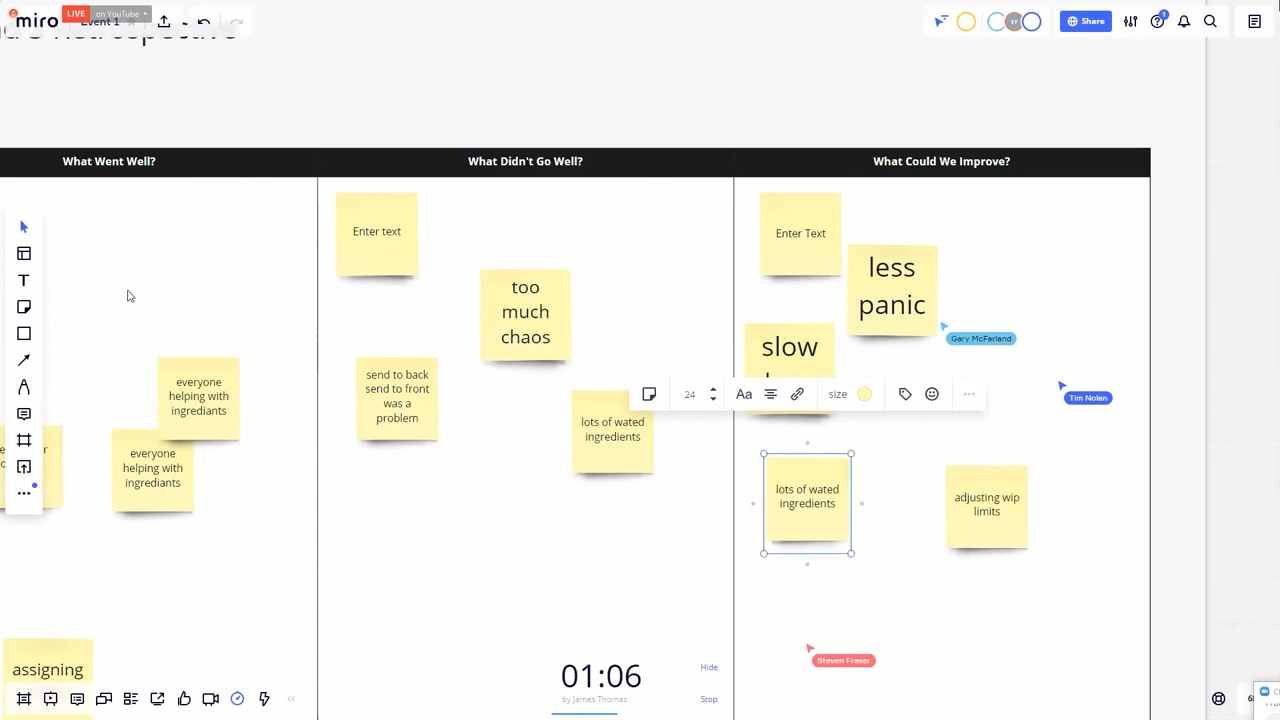 LIVE on YouTube
miro
Event 1
Share
SF
1
Retrospective
What Went Well?
What Didn't Go Well?
What Could We Improve?
Enter text
too
much
chaos
send to back
send to front
was a
problem
lots of wated
ingredients
everyone
helping with
ingrediants
everyone
helping with
ingrediants
assigning
Enter Text
less
panic
slow
Gary McFarland
Tim Nolan
24
Aa
size
lots of wated
ingredients
adjusting wip
limits
Steven Fraser
01:06
by James Thomas
Hide
Stop